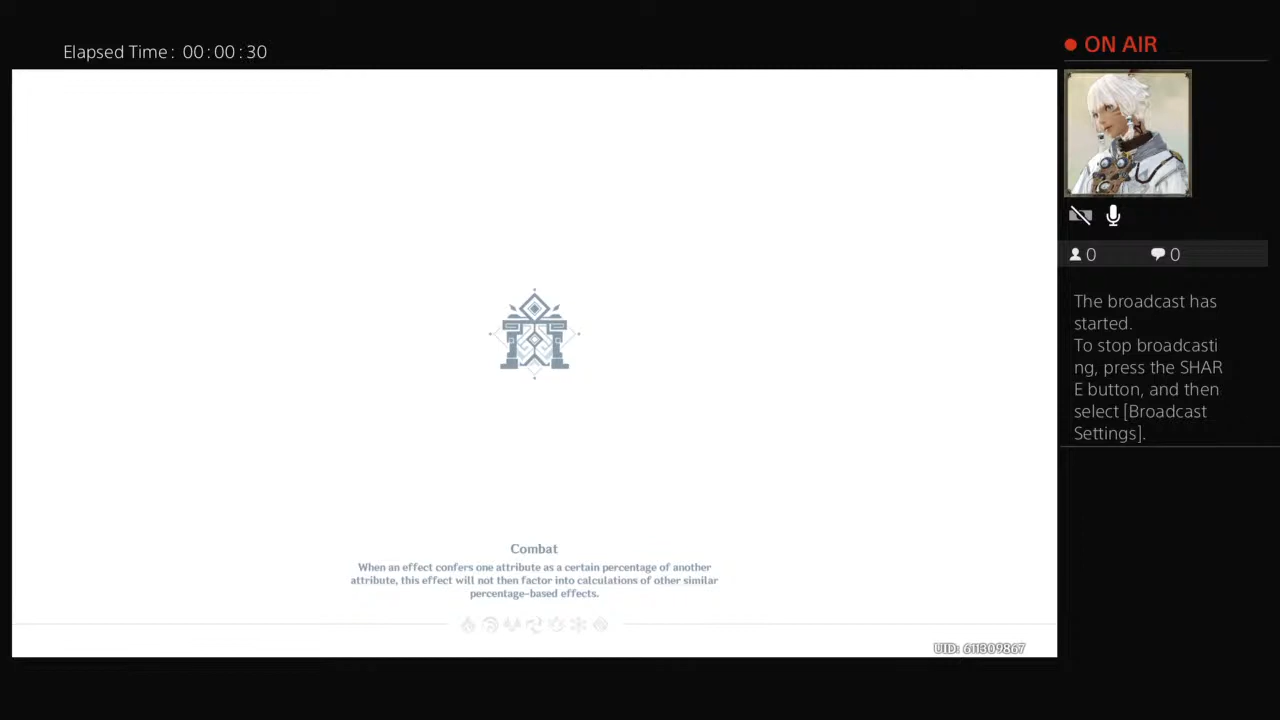 Elapsed Time: 00:00:30
ON AIR
0 0
The broadcast has
started.
To stop broadcasti
ng, press the SHAR
E button, and then
select [Broadcast
Settings].
Combat
When an effect confers one attribute as a certain percentage of another
attribute, this effect will not then factor into calculations of other similar
percentage-based effects.
UID: 611309867